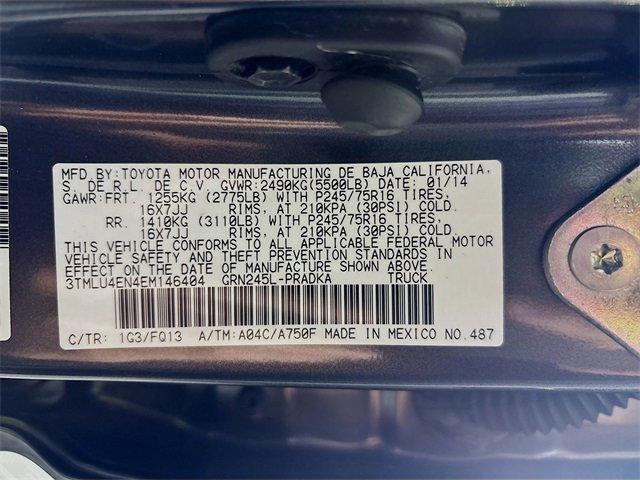 MFD.BY:TOYOTA MOTOR MANUFACTURING DE BAJA CALIFORNIA,
S. DE R.L. DE C.V. GVWR:2490KG(5500LB) DATE: 01/14
GAWR:FRT. 1255KG (2775LB) WITH P245/75R16 TIRES,
16X7JJ RIMS, AT 210KPA (30PSI) COLD.
RR. 1410KG (3110LB) WITH P245/75R16 TIRES,
16X7JJ RIMS, AT 210KPA (30PSI) COLD.
THIS VEHICLE CONFORMS TO ALL APPLICABLE FEDERAL MOTOR
VEHICLE SAFETY AND THEFT PREVENTION STANDARDS IN
EFFECT ON THE DATE OF MANUFACTURE SHOWN ABOVE.
3TMLU4EN4EM146404 GRN245L-PRADKA TRUCK
C/TR: 1G3/FQ13 A/TM:A04C/A750F MADE IN MEXICO NO.487